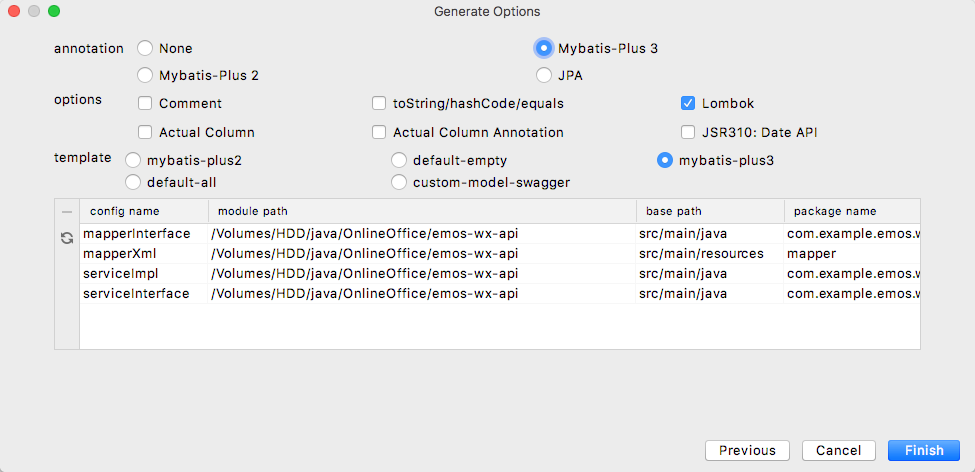 Generate Options
annotation None Mybatis-Plus 3
Mybatis-Plus 2 JPA
options Comment toString/hashCode/equals Lombok
Actual Column Actual Column Annotation JSR310: Date API
template mybatis-plus2 default-empty mybatis-plus3
default-all custom-model-swagger
config name module path base path package name
mapperInterface /Volumes/HDD/java/OnlineOffice/emos-wx-api src/main/java com.example.emos.w
mapperXml /Volumes/HDD/java/OnlineOffice/emos-wx-api src/main/resources mapper
serviceImpl /Volumes/HDD/java/OnlineOffice/emos-wx-api src/main/java com.example.emos.w
serviceInterface /Volumes/HDD/java/OnlineOffice/emos-wx-api src/main/java com.example.emos.w
Previous Cancel Finish